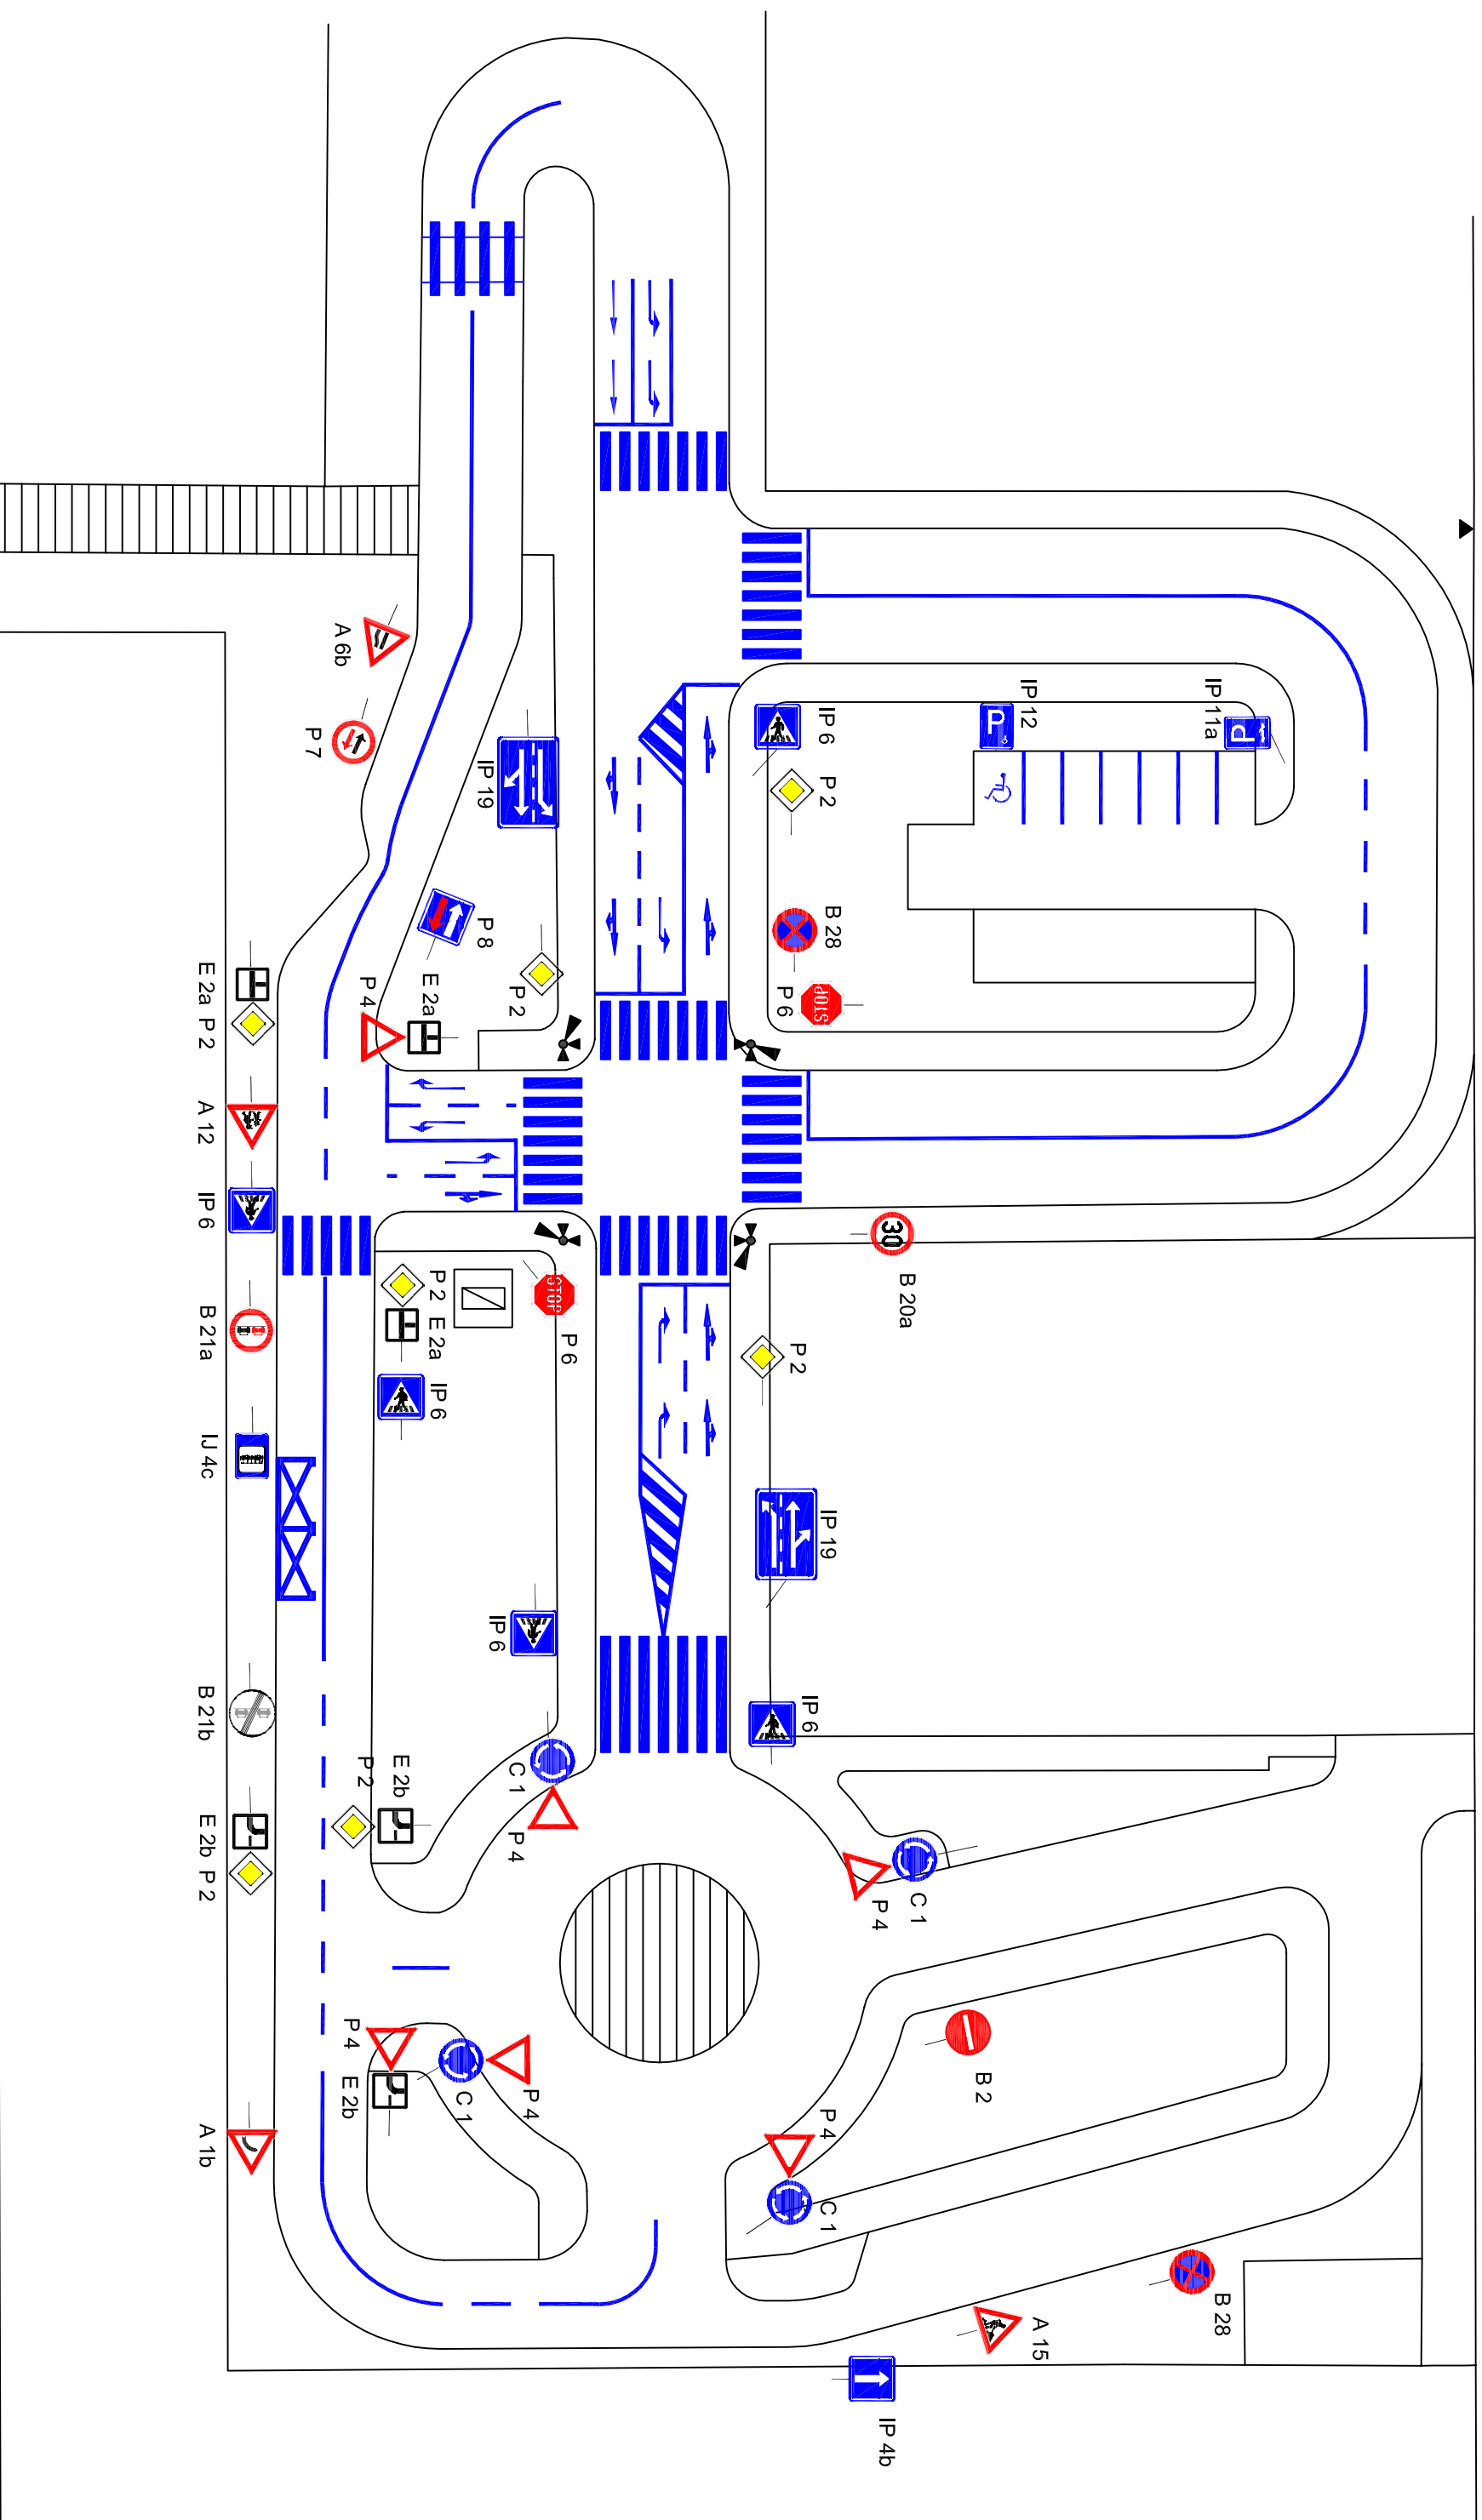 A 6b
P 7
IP 19
P 8
P 2
E 2a
P 4
IP 6
P 2
IP 12
P
IP 11a
P
B 28
P 6
STOP
E 2a
P 2
A 12
IP 6
B 21a
IJ 4c
B 21b
E 2b
P 2
A 1b
P 2
E 2a
IP 6
STOP
P 6
30
B 20a
P 2
IP 19
IP 6
IP 6
C 1
P 4
E 2b
P 2
P 4
C 1
P 4
E 2b
C 1
P 4
B 2
P 4
C 1
B 28
A 15
IP 4b